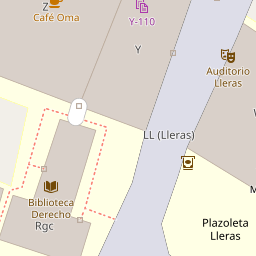 Z
Café Oma
Y-110
Y
Auditorio
Lleras
LL (Lleras)
Biblioteca
Derecho
Rgc
M
Plazoleta
Lleras